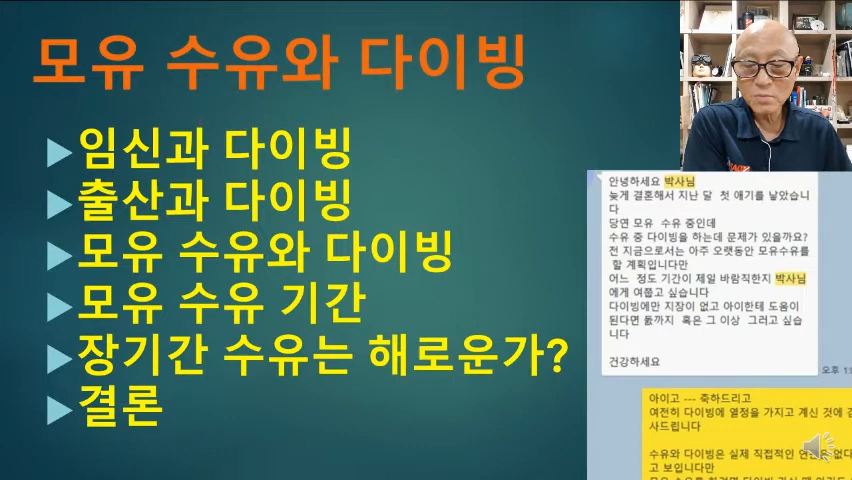 모유 수유와 다이빙
임신과 다이빙
출산과 다이빙
모유 수유와 다이빙
모유 수유 기간
장기간 수유는 해로운가?
결론
안녕하세요 박사님
늦게 결혼해서 지난 달 첫 애기를 낳았습니
다
당연 모유 수유 중인데
수유 중 다이빙을 하는데 문제가 있을까요?
전 지금으로서는 아주 오랫동안 모유수유를
할 계획입니다만
어느 정도 기간이 제일 바람직한지 박사님
에게 여쭙고 싶습니다
다이빙에만 지장이 없고 아이한테 도움이
된다면 돐까지 혹은 그 이상 그러고 싶습
니다
건강하세요
오후
아이고 --- 축하드리고
여전히 다이빙에 열정을 가지고 계신 것에 감
사드립니다
수유와 다이빙은 실제 직접적인
고 보입니다만